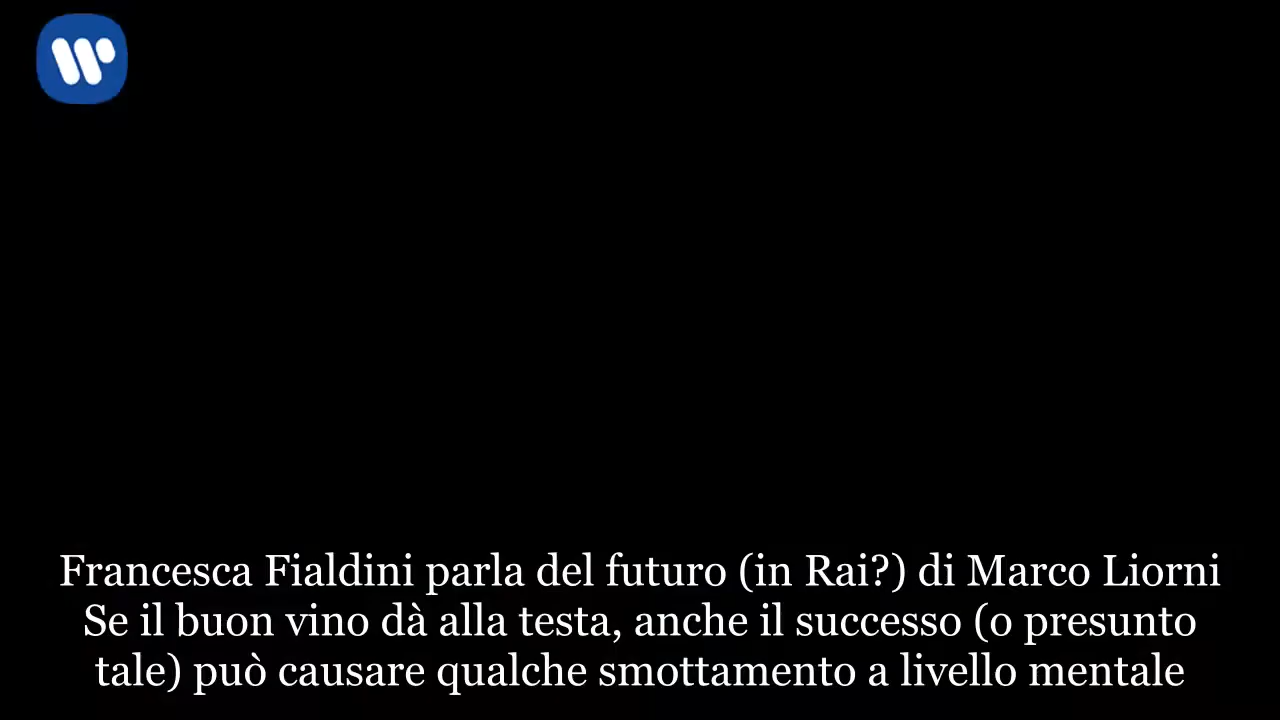 Francesca Fialdini parla del futuro (in Rai?) di Marco Liorni
Se il buon vino dà alla testa, anche il successo (o presunto
tale) può causare qualche smottamento a livello mentale